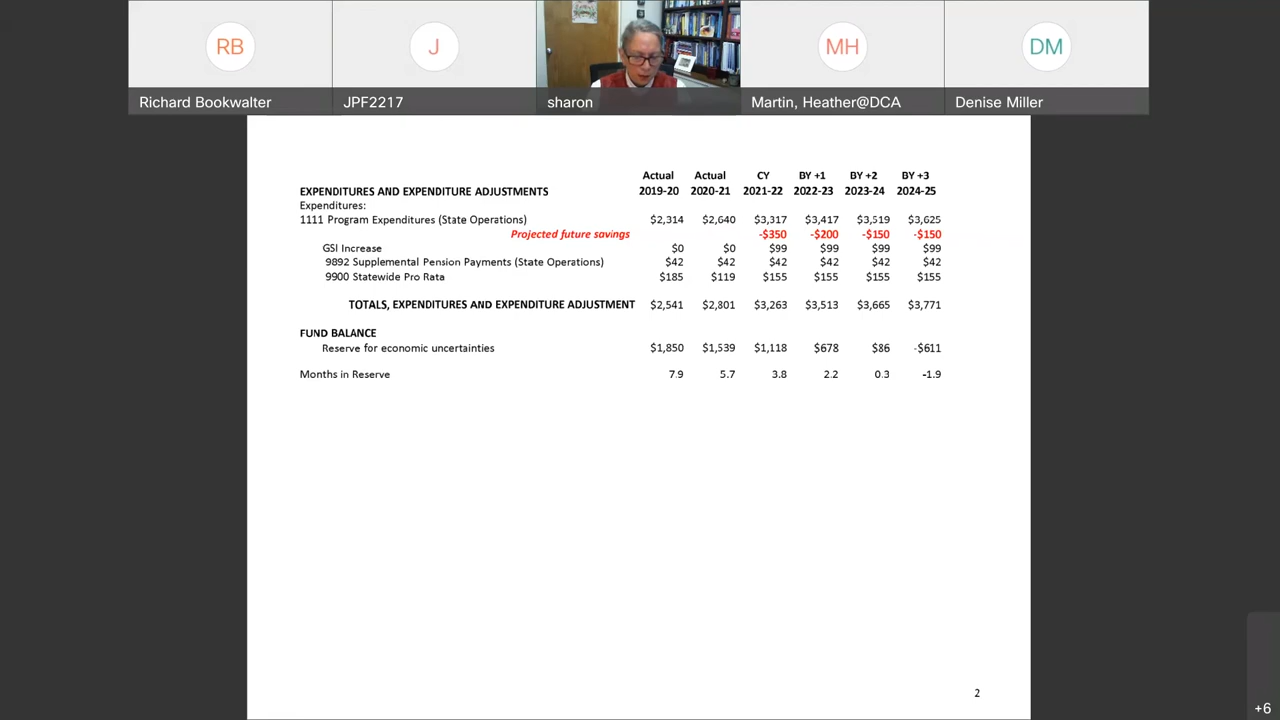 RB
J
MH
DM
Richard Bookwalter
JPF2217
sharon
Martin, Heather@DCA
Denise Miller
Actual Actual CY BY +1 BY +2 BY +3
EXPENDITURES AND EXPENDITURE ADJUSTMENTS 2019-20 2020-21 2021-22 2022-23 2023-24 2024-25
Expenditures:
1111 Program Expenditures (State Operations) $2,314 $2,640 $3,317 $3,417 $3,519 $3,625
Projected future savings -$350 -$200 -$150 -$150
GSI Increase $0 $0 $99 $99 $99 $99
9892 Supplemental Pension Payments (State Operations) $42 $42 $42 $42 $42 $42
9900 Statewide Pro Rata $185 $119 $155 $155 $155 $155
TOTALS, EXPENDITURES AND EXPENDITURE ADJUSTMENT $2,541 $2,801 $3,263 $3,513 $3,665 $3,771
FUND BALANCE
Reserve for economic uncertainties $1,850 $1,539 $1,118 $678 $86 -$611
Months in Reserve 7.9 5.7 3.8 2.2 0.3 -1.9
2
+6